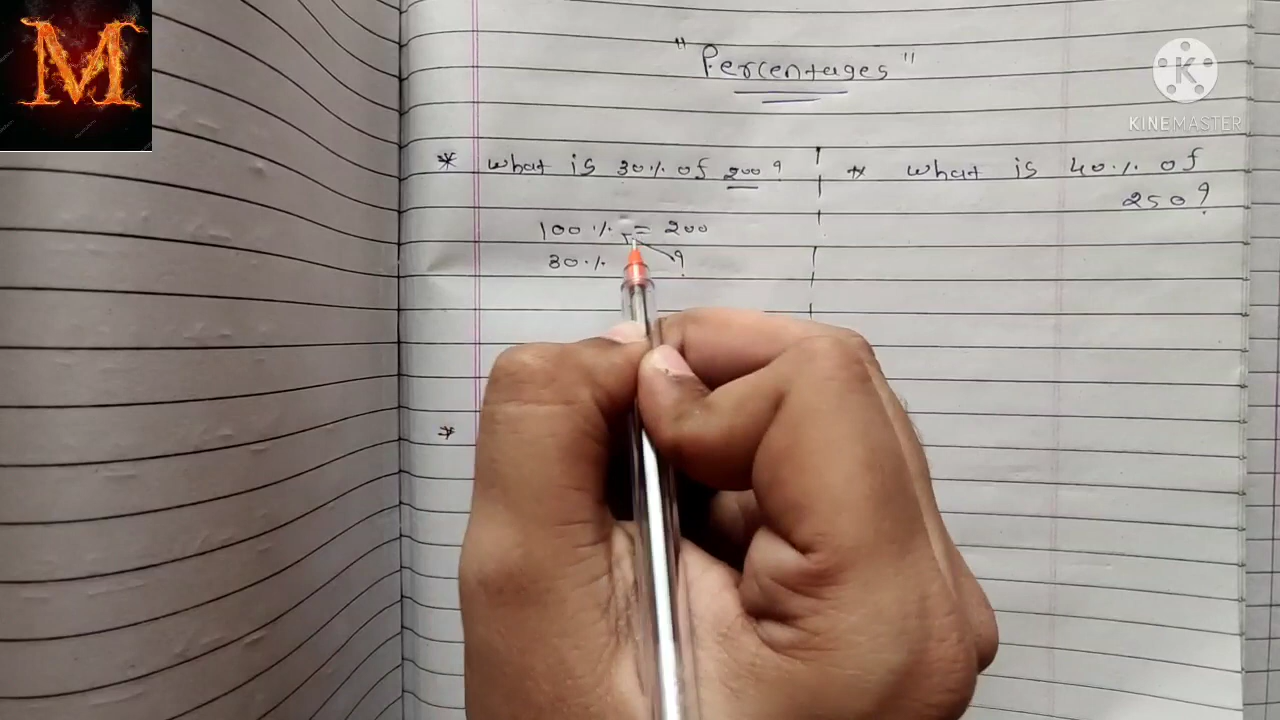 M
"Percentages"
KINEMASTER
* What is 30% of 200?
100% = 200
30% ?
* What is 40% of
250?
*